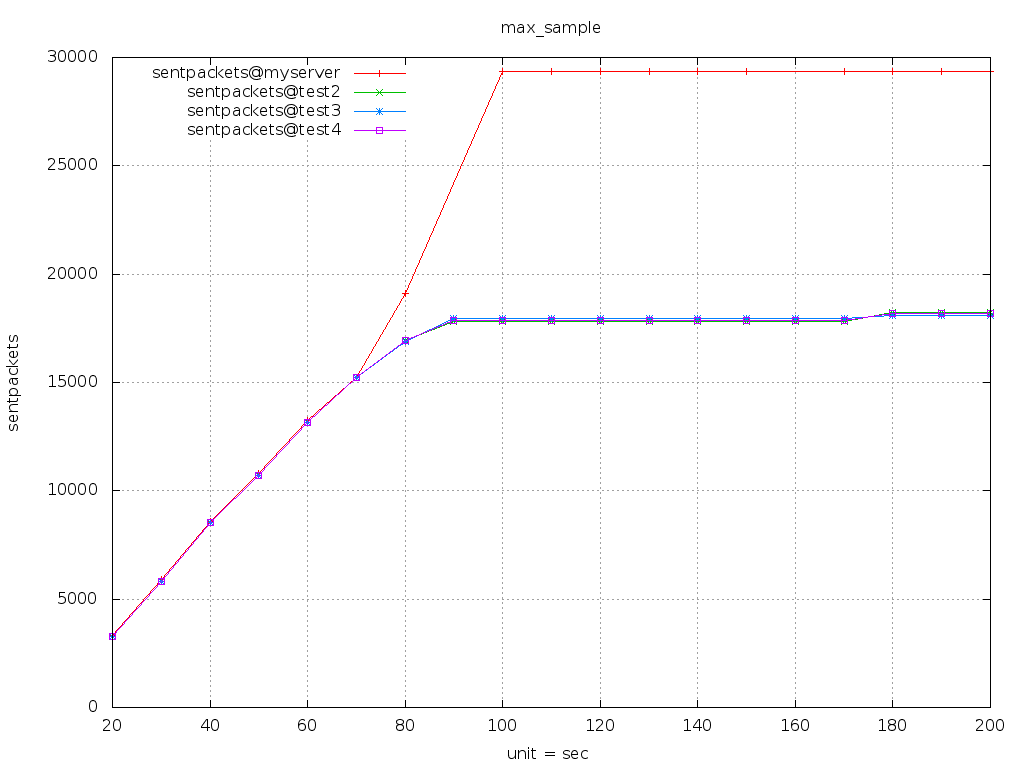 max_sample
30000
25000
20000
15000
10000
5000
0
sentpackets
sentpackets@myserver
sentpackets@test2
sentpackets@test3
sentpackets@test4
20 40 60 80 100 120 140 160 180 200
unit = sec